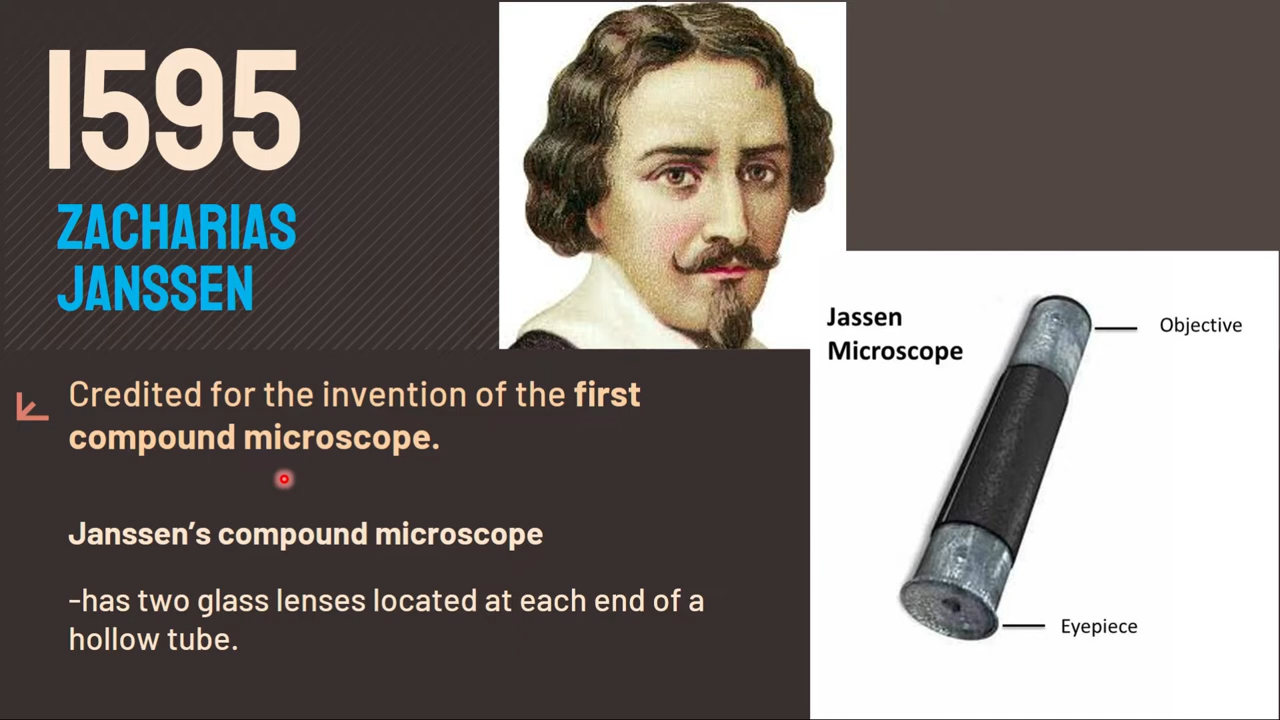 1595
ZACHARIAS
JANSSEN
Credited for the invention of the first
compound microscope.
Janssen’s compound microscope
-has two glass lenses located at each end of a
hollow tube.
Jassen
Microscope
Objective
Eyepiece